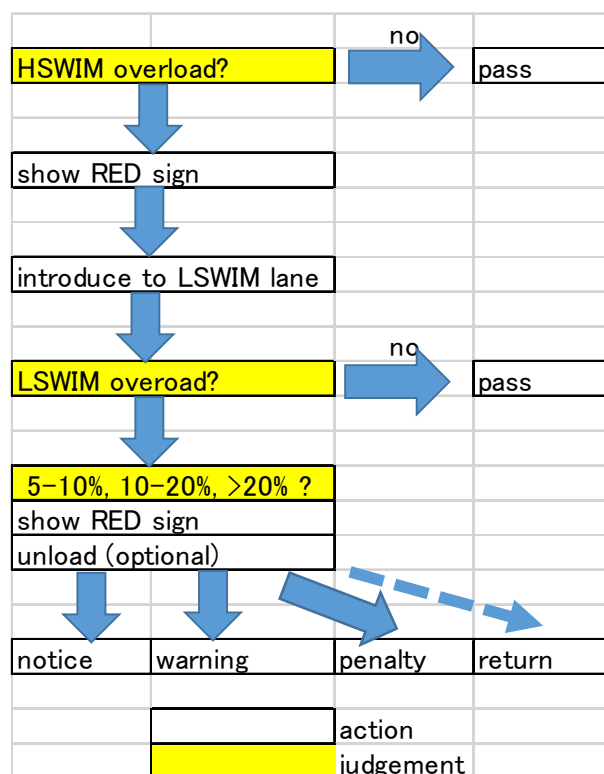 no
HSWIM overload?
pass
show RED sign
introduce to LSWIM lane
no
LSWIM overoad?
pass
5-10%, 10-20%, >20% ?
show RED sign
unload (optional)
notice warning penalty return
action
judgement